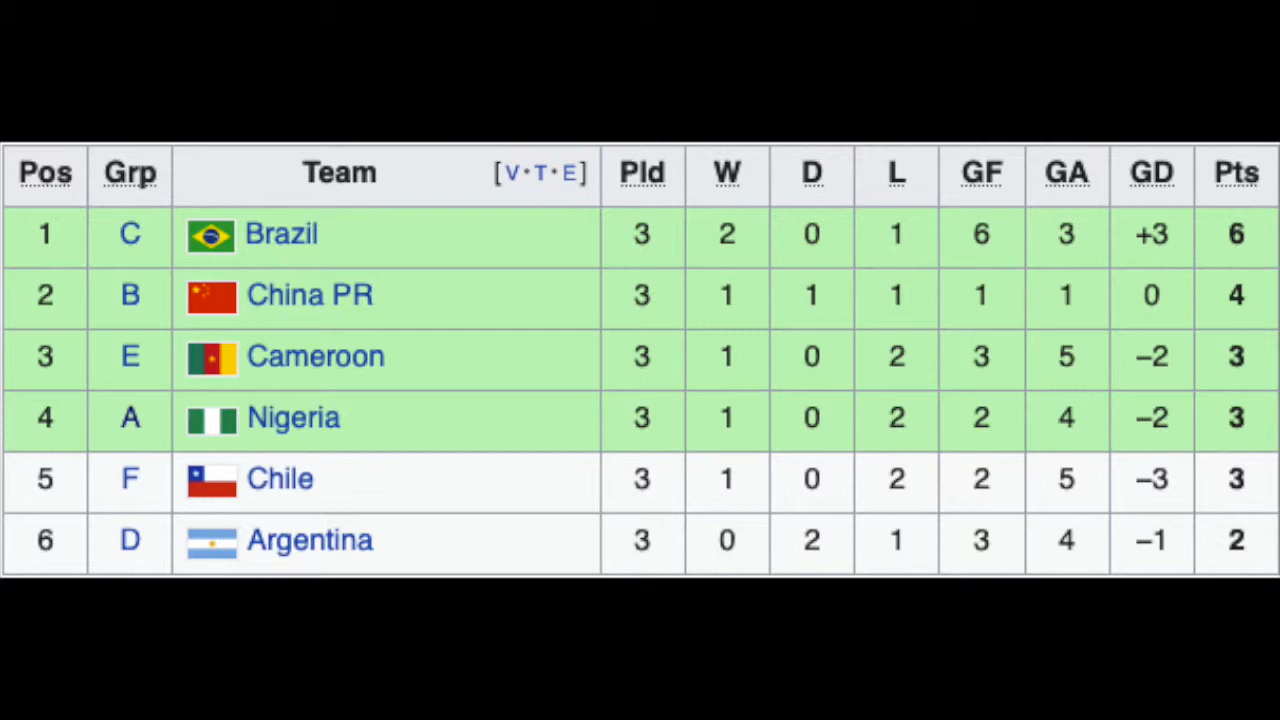 Pos Grp Team [V·T·E] Pld W D L GF GA GD Pts
1 C Brazil 3 2 0 1 6 3 +3 6
2 B China PR 3 1 1 1 1 1 0 4
3 E Cameroon 3 1 0 2 3 5 −2 3
4 A Nigeria 3 1 0 2 2 4 −2 3
5 F Chile 3 1 0 2 2 5 −3 3
6 D Argentina 3 0 2 1 3 4 −1 2